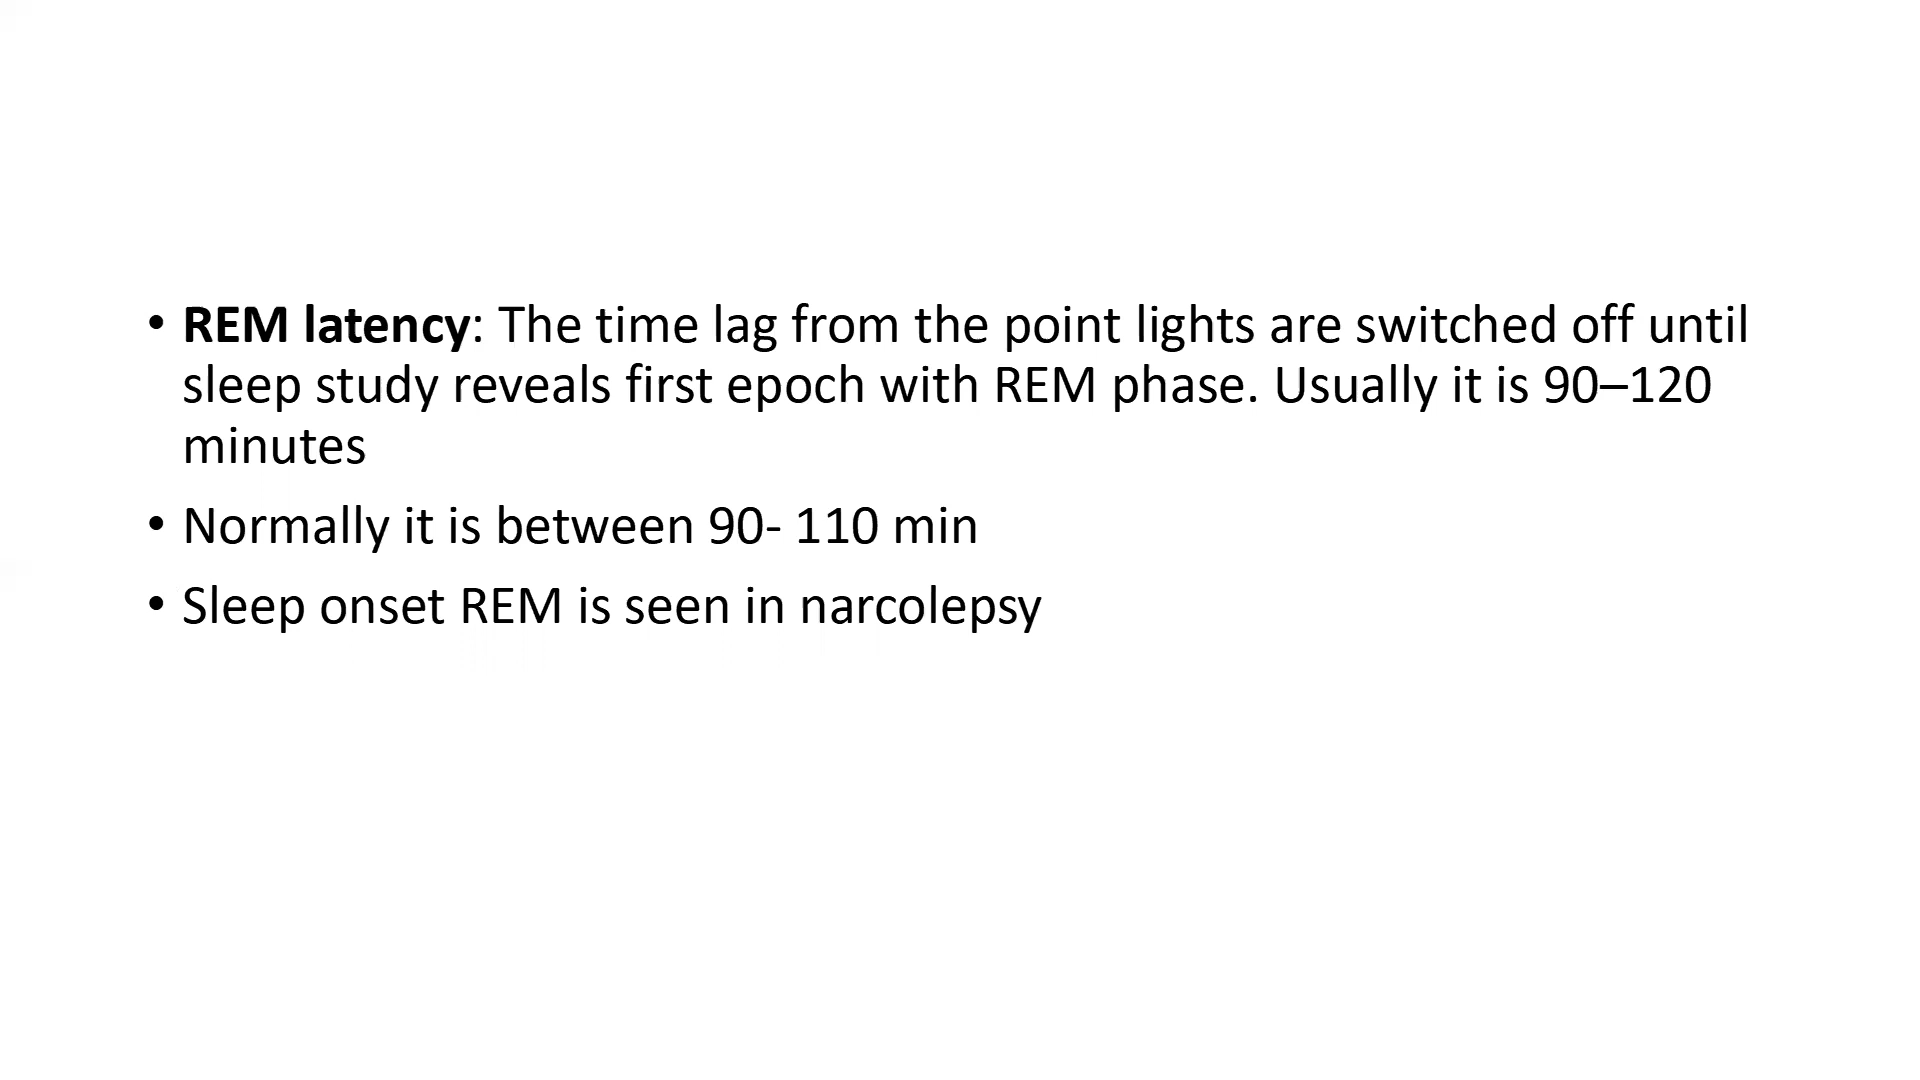 • REM latency: The time lag from the point lights are switched off until
sleep study reveals first epoch with REM phase. Usually it is 90–120
minutes
• Normally it is between 90- 110 min
• Sleep onset REM is seen in narcolepsy